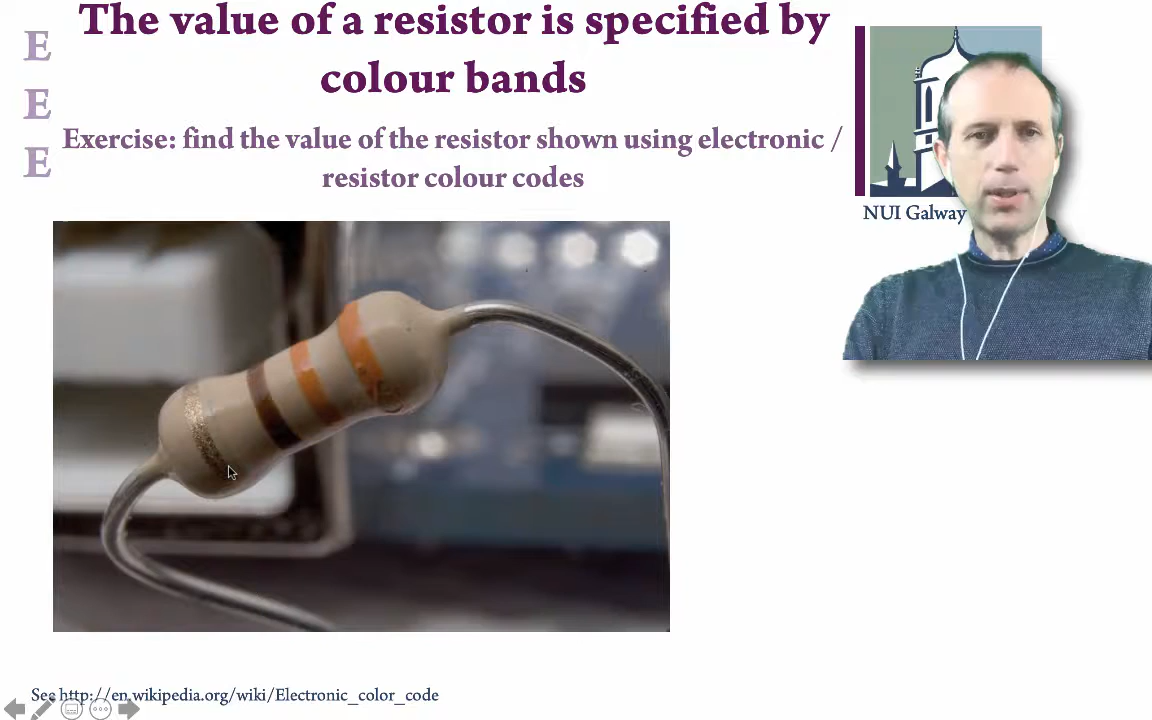 The value of a resistor is specified by
colour bands
E
E
E
Exercise: find the value of the resistor shown using electronic /
resistor colour codes
NUI Galway
See http://en.wikipedia.org/wiki/Electronic_color_code